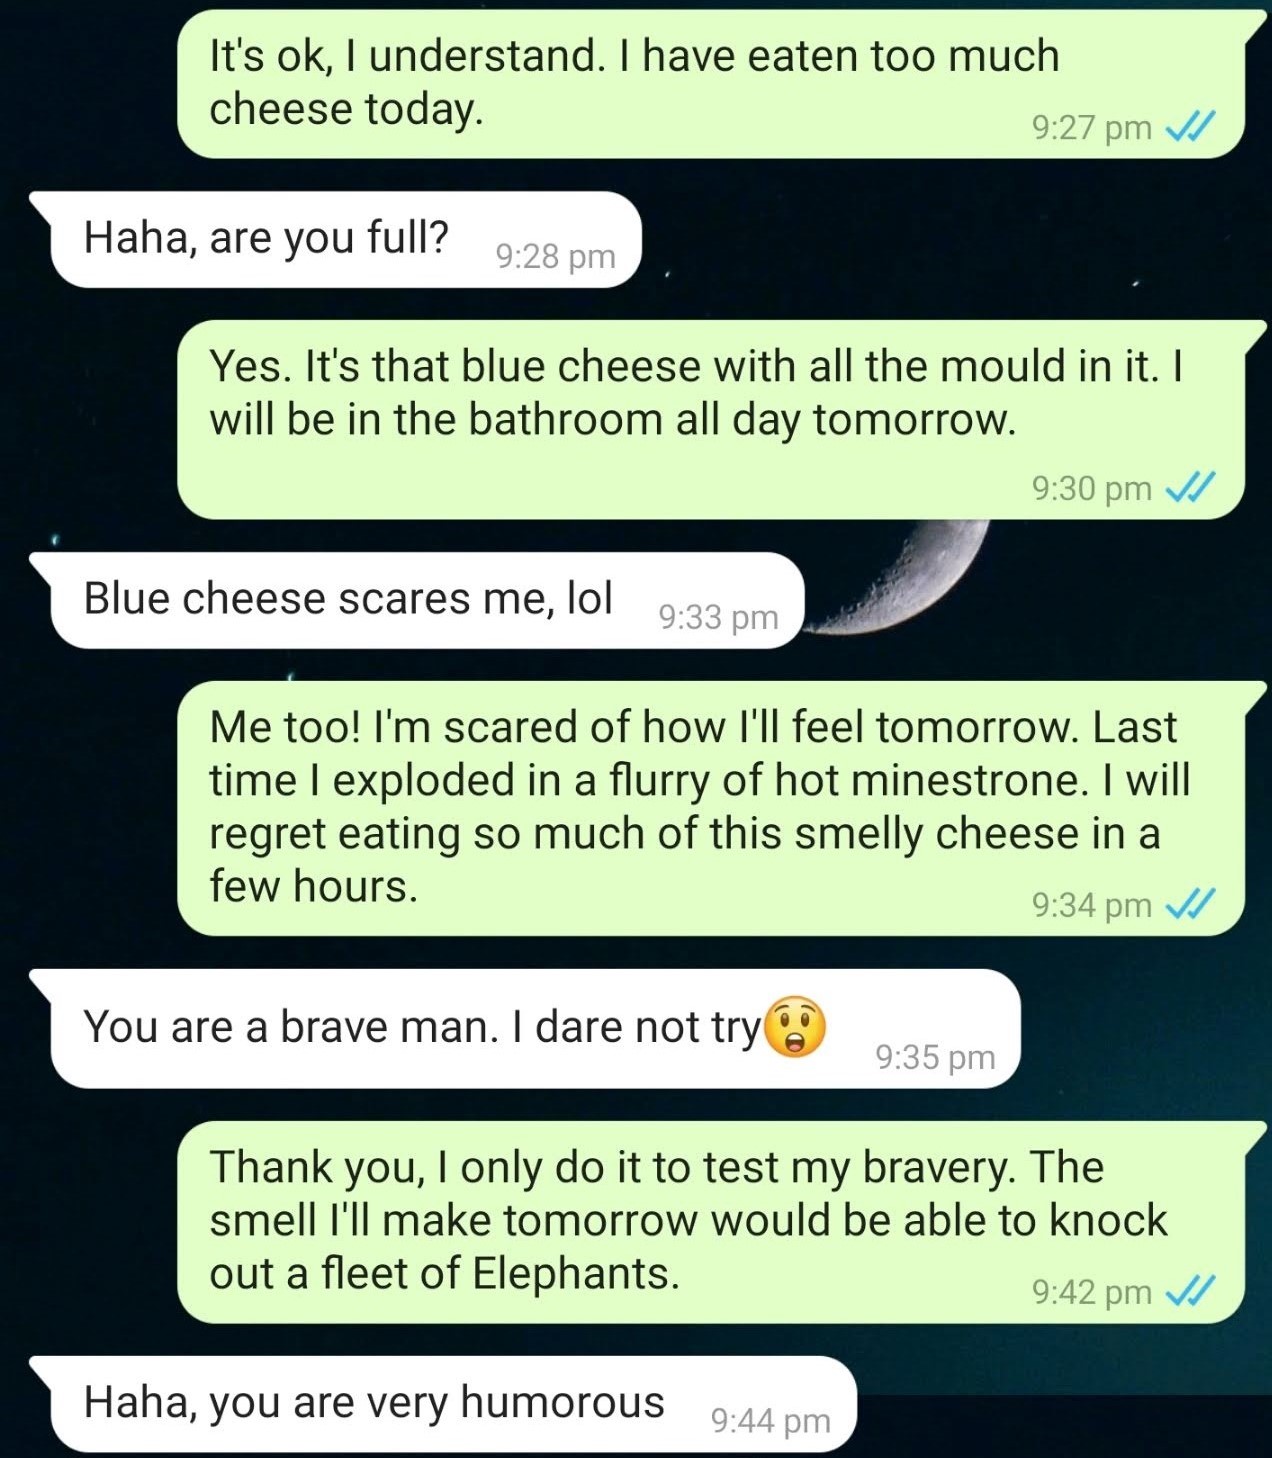 It's ok, I understand. I have eaten too much
cheese today.
9:27 pm
Haha, are you full?
9:28 pm
Yes. It's that blue cheese with all the mould in it. I
will be in the bathroom all day tomorrow.
9:30 pm
Blue cheese scares me, lol
9:33 pm
Me too! I'm scared of how I'll feel tomorrow. Last
time I exploded in a flurry of hot minestrone. I will
regret eating so much of this smelly cheese in a
few hours.
9:34 pm
You are a brave man. I dare not try😲
9:35 pm
Thank you, I only do it to test my bravery. The
smell I'll make tomorrow would be able to knock
out a fleet of Elephants.
9:42 pm
Haha, you are very humorous
9:44 pm